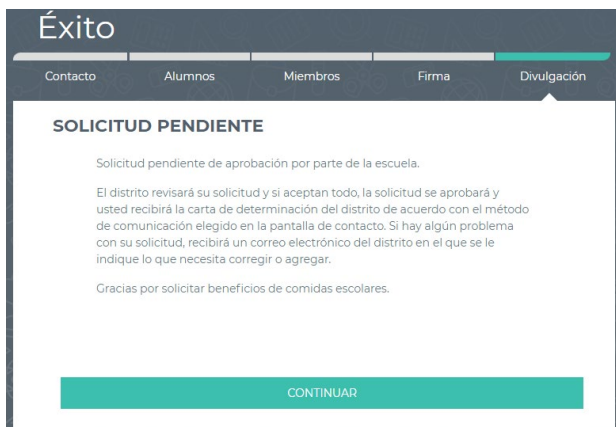 Éxito
Contacto Alumnos Miembros Firma Divulgación
SOLICITUD PENDIENTE
Solicitud pendiente de aprobación por parte de la escuela.
El distrito revisará su solicitud y si aceptan todo, la solicitud se aprobará y
usted recibirá la carta de determinación del distrito de acuerdo con el método
de comunicación elegido en la pantalla de contacto. Si hay algún problema
con su solicitud, recibirá un correo electrónico del distrito en el que se le
indique lo que necesita corregir o agregar.
Gracias por solicitar beneficios de comidas escolares.
CONTINUAR